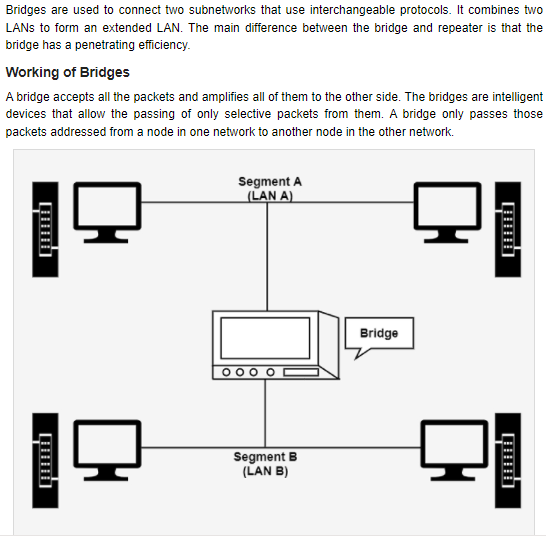 Bridges are used to connect two subnetworks that use interchangeable protocols. It combines two
LANs to form an extended LAN. The main difference between the bridge and repeater is that the
bridge has a penetrating efficiency.
Working of Bridges
A bridge accepts all the packets and amplifies all of them to the other side. The bridges are intelligent
devices that allow the passing of only selective packets from them. A bridge only passes those
packets addressed from a node in one network to another node in the other network.
Segment A
(LAN A)
Bridge
Segment B
(LAN B)